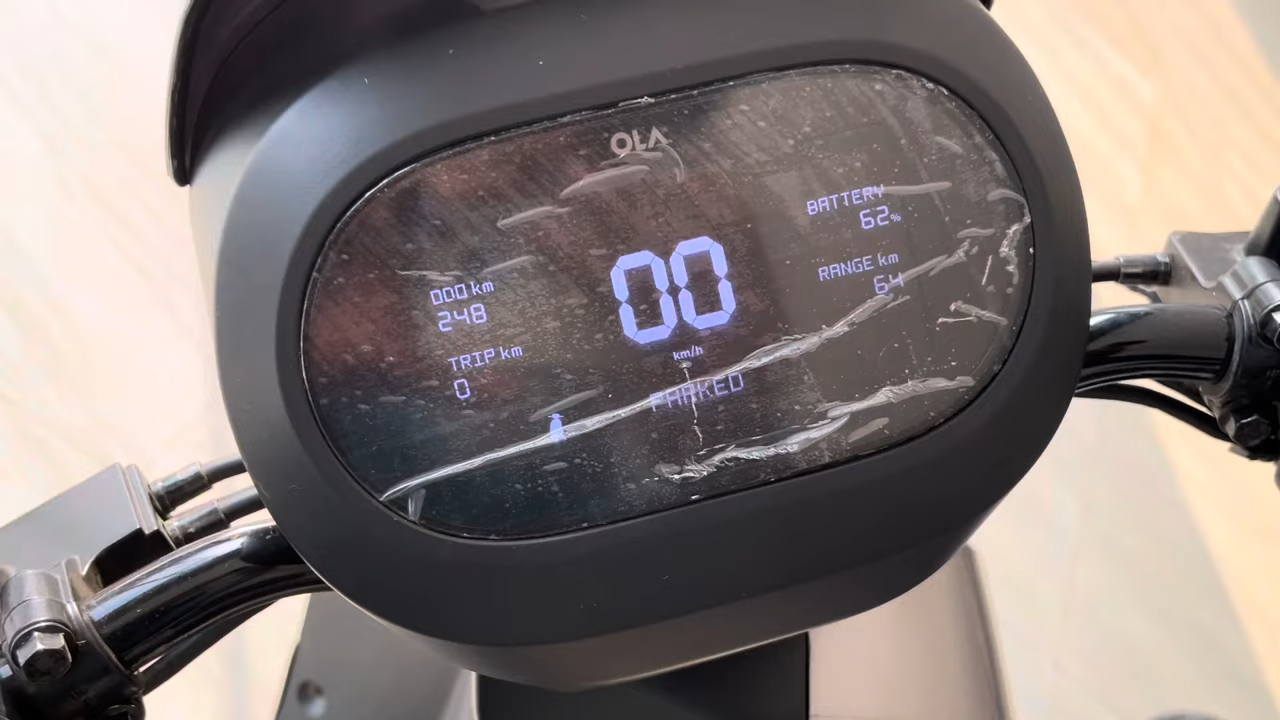 OLA
BATTERY
62%
RANGE km
64
ODO km
248
TRIP km
0
00
km/h
PARKED